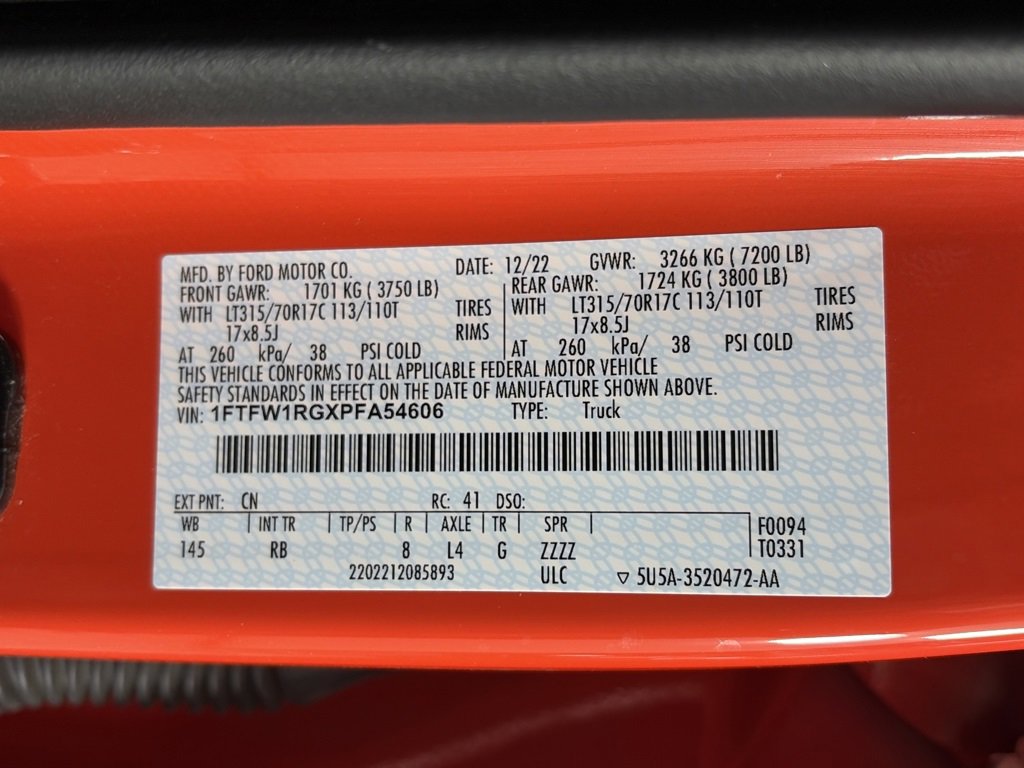 MFD. BY FORD MOTOR CO. DATE: 12/22 GVWR: 3266 KG ( 7200 LB)
FRONT GAWR: 1701 KG ( 3750 LB) REAR GAWR: 1724 KG ( 3800 LB)
WITH LT315/70R17C 113/110T TIRES WITH LT315/70R17C 113/110T TIRES
17x8.5J RIMS 17x8.5J RIMS
AT 260 kPa/ 38 PSI COLD AT 260 kPa/ 38 PSI COLD
THIS VEHICLE CONFORMS TO ALL APPLICABLE FEDERAL MOTOR VEHICLE
SAFETY STANDARDS IN EFFECT ON THE DATE OF MANUFACTURE SHOWN ABOVE.
VIN: 1FTFW1RGXPFA54606 TYPE: Truck
EXT PNT: CN RC: 41 DSO:
WB INT TR TP/PS R AXLE TR SPR F0094
145 RB 8 L4 G ZZZZ T0331
2202212085893 ULC 5U5A-3520472-AA